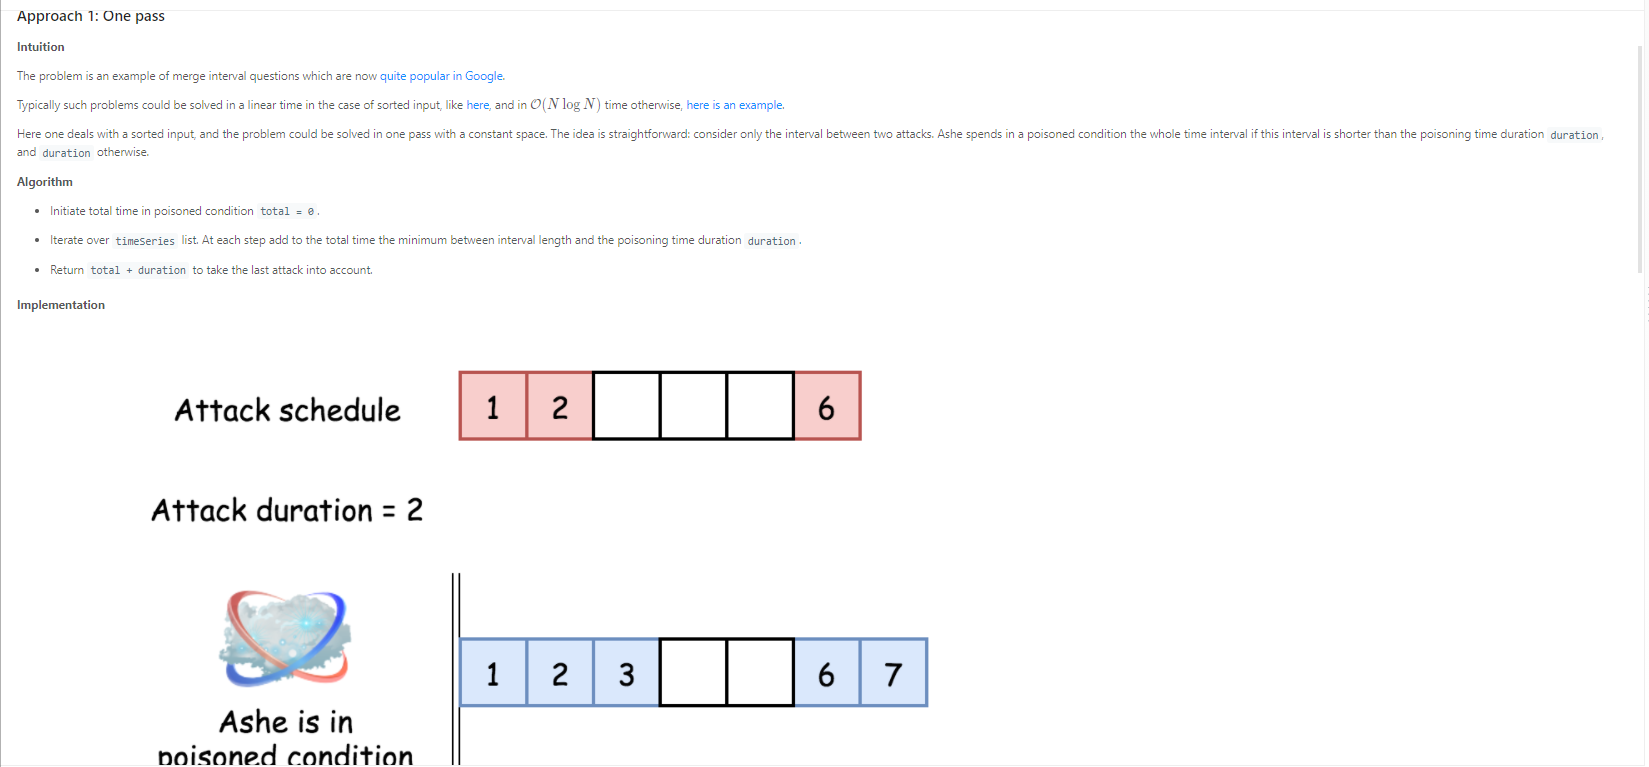 Approach 1: One pass
Intuition
The problem is an example of merge interval questions which are now quite popular in Google.
Typically such problems could be solved in a linear time in the case of sorted input, like here, and in O(N log N) time otherwise, here is an example.
Here one deals with a sorted input, and the problem could be solved in one pass with a constant space. The idea is straightforward: consider only the interval between two attacks. Ashe spends in a poisoned condition the whole time interval if this interval is shorter than the poisoning time duration duration,
and duration otherwise.
Algorithm
• Initiate total time in poisoned condition total = 0.
• Iterate over timeSeries list. At each step add to the total time the minimum between interval length and the poisoning time duration duration.
• Return total + duration to take the last attack into account.
Implementation
Attack schedule 1 2 6
Attack duration = 2
1 2 3 6 7
Ashe is in
poisoned condition